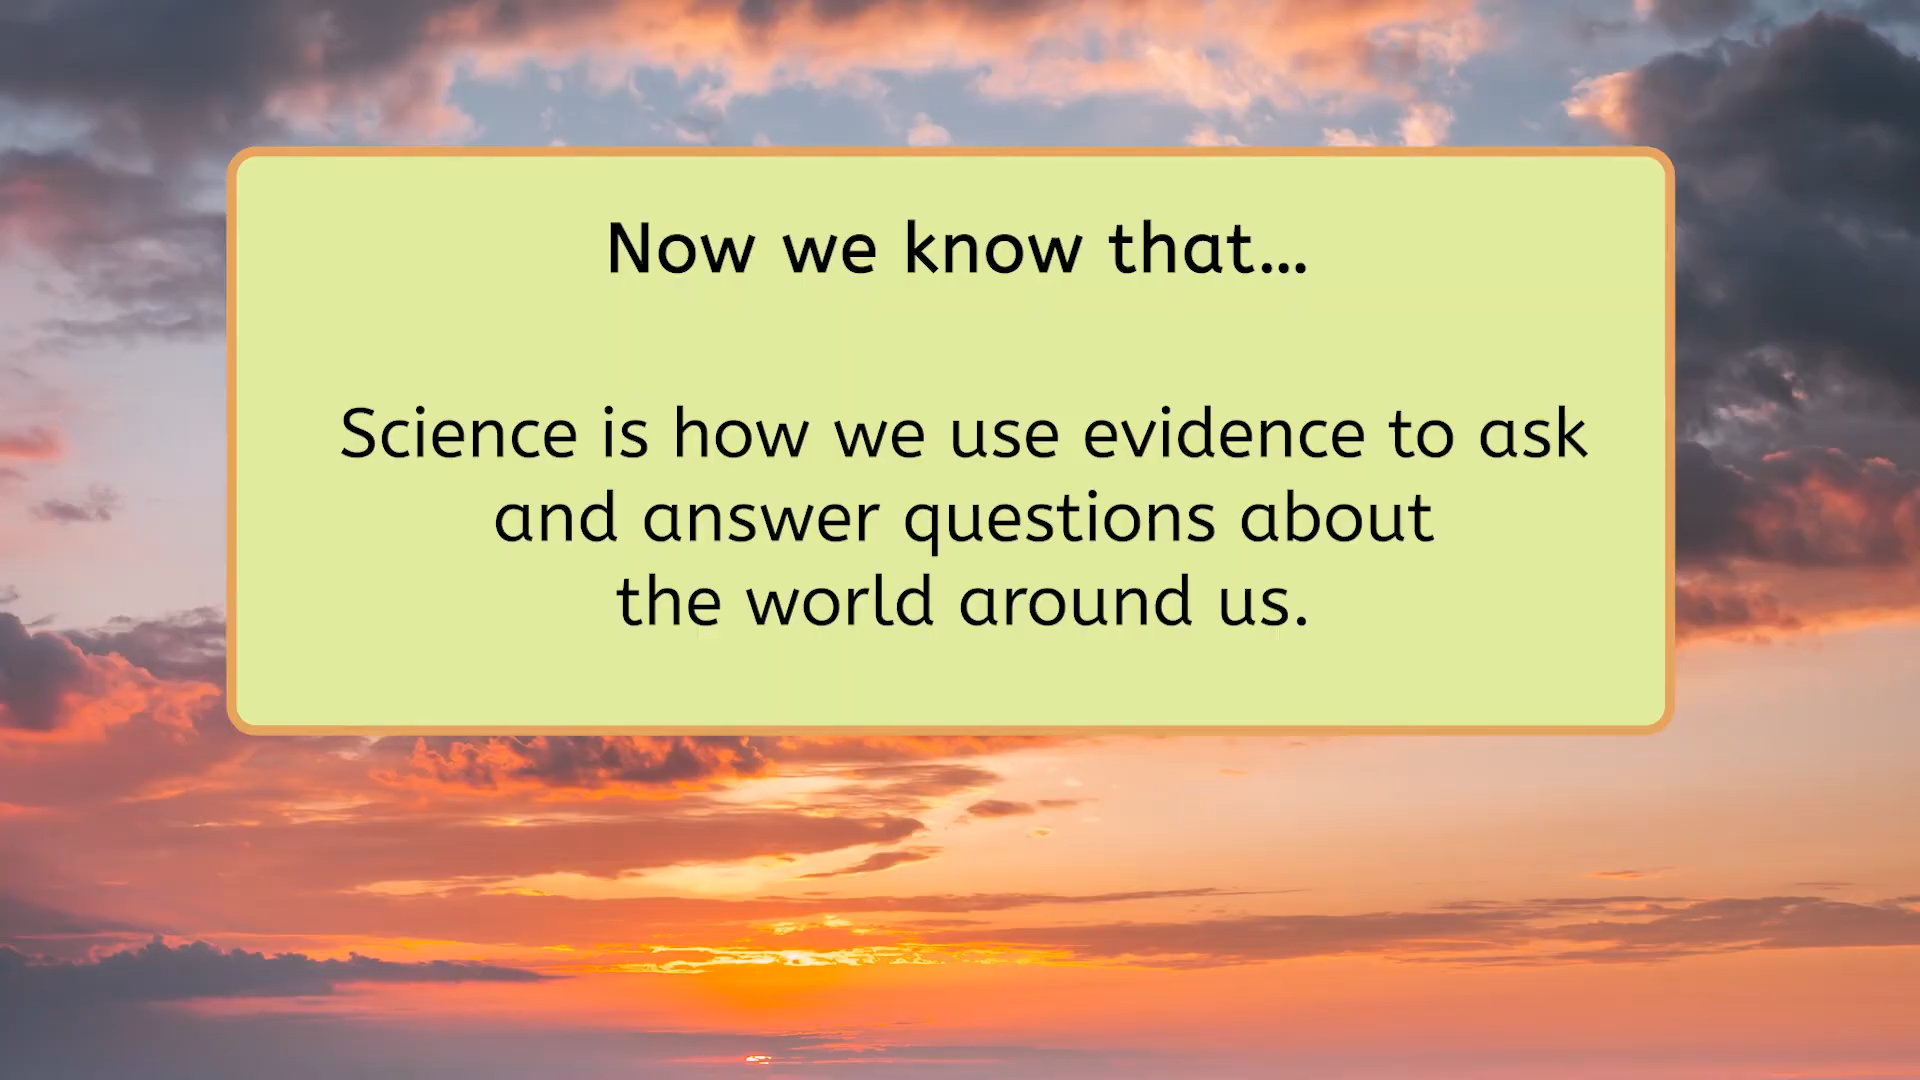 Now we know that...
Science is how we use evidence to ask
and answer questions about
the world around us.